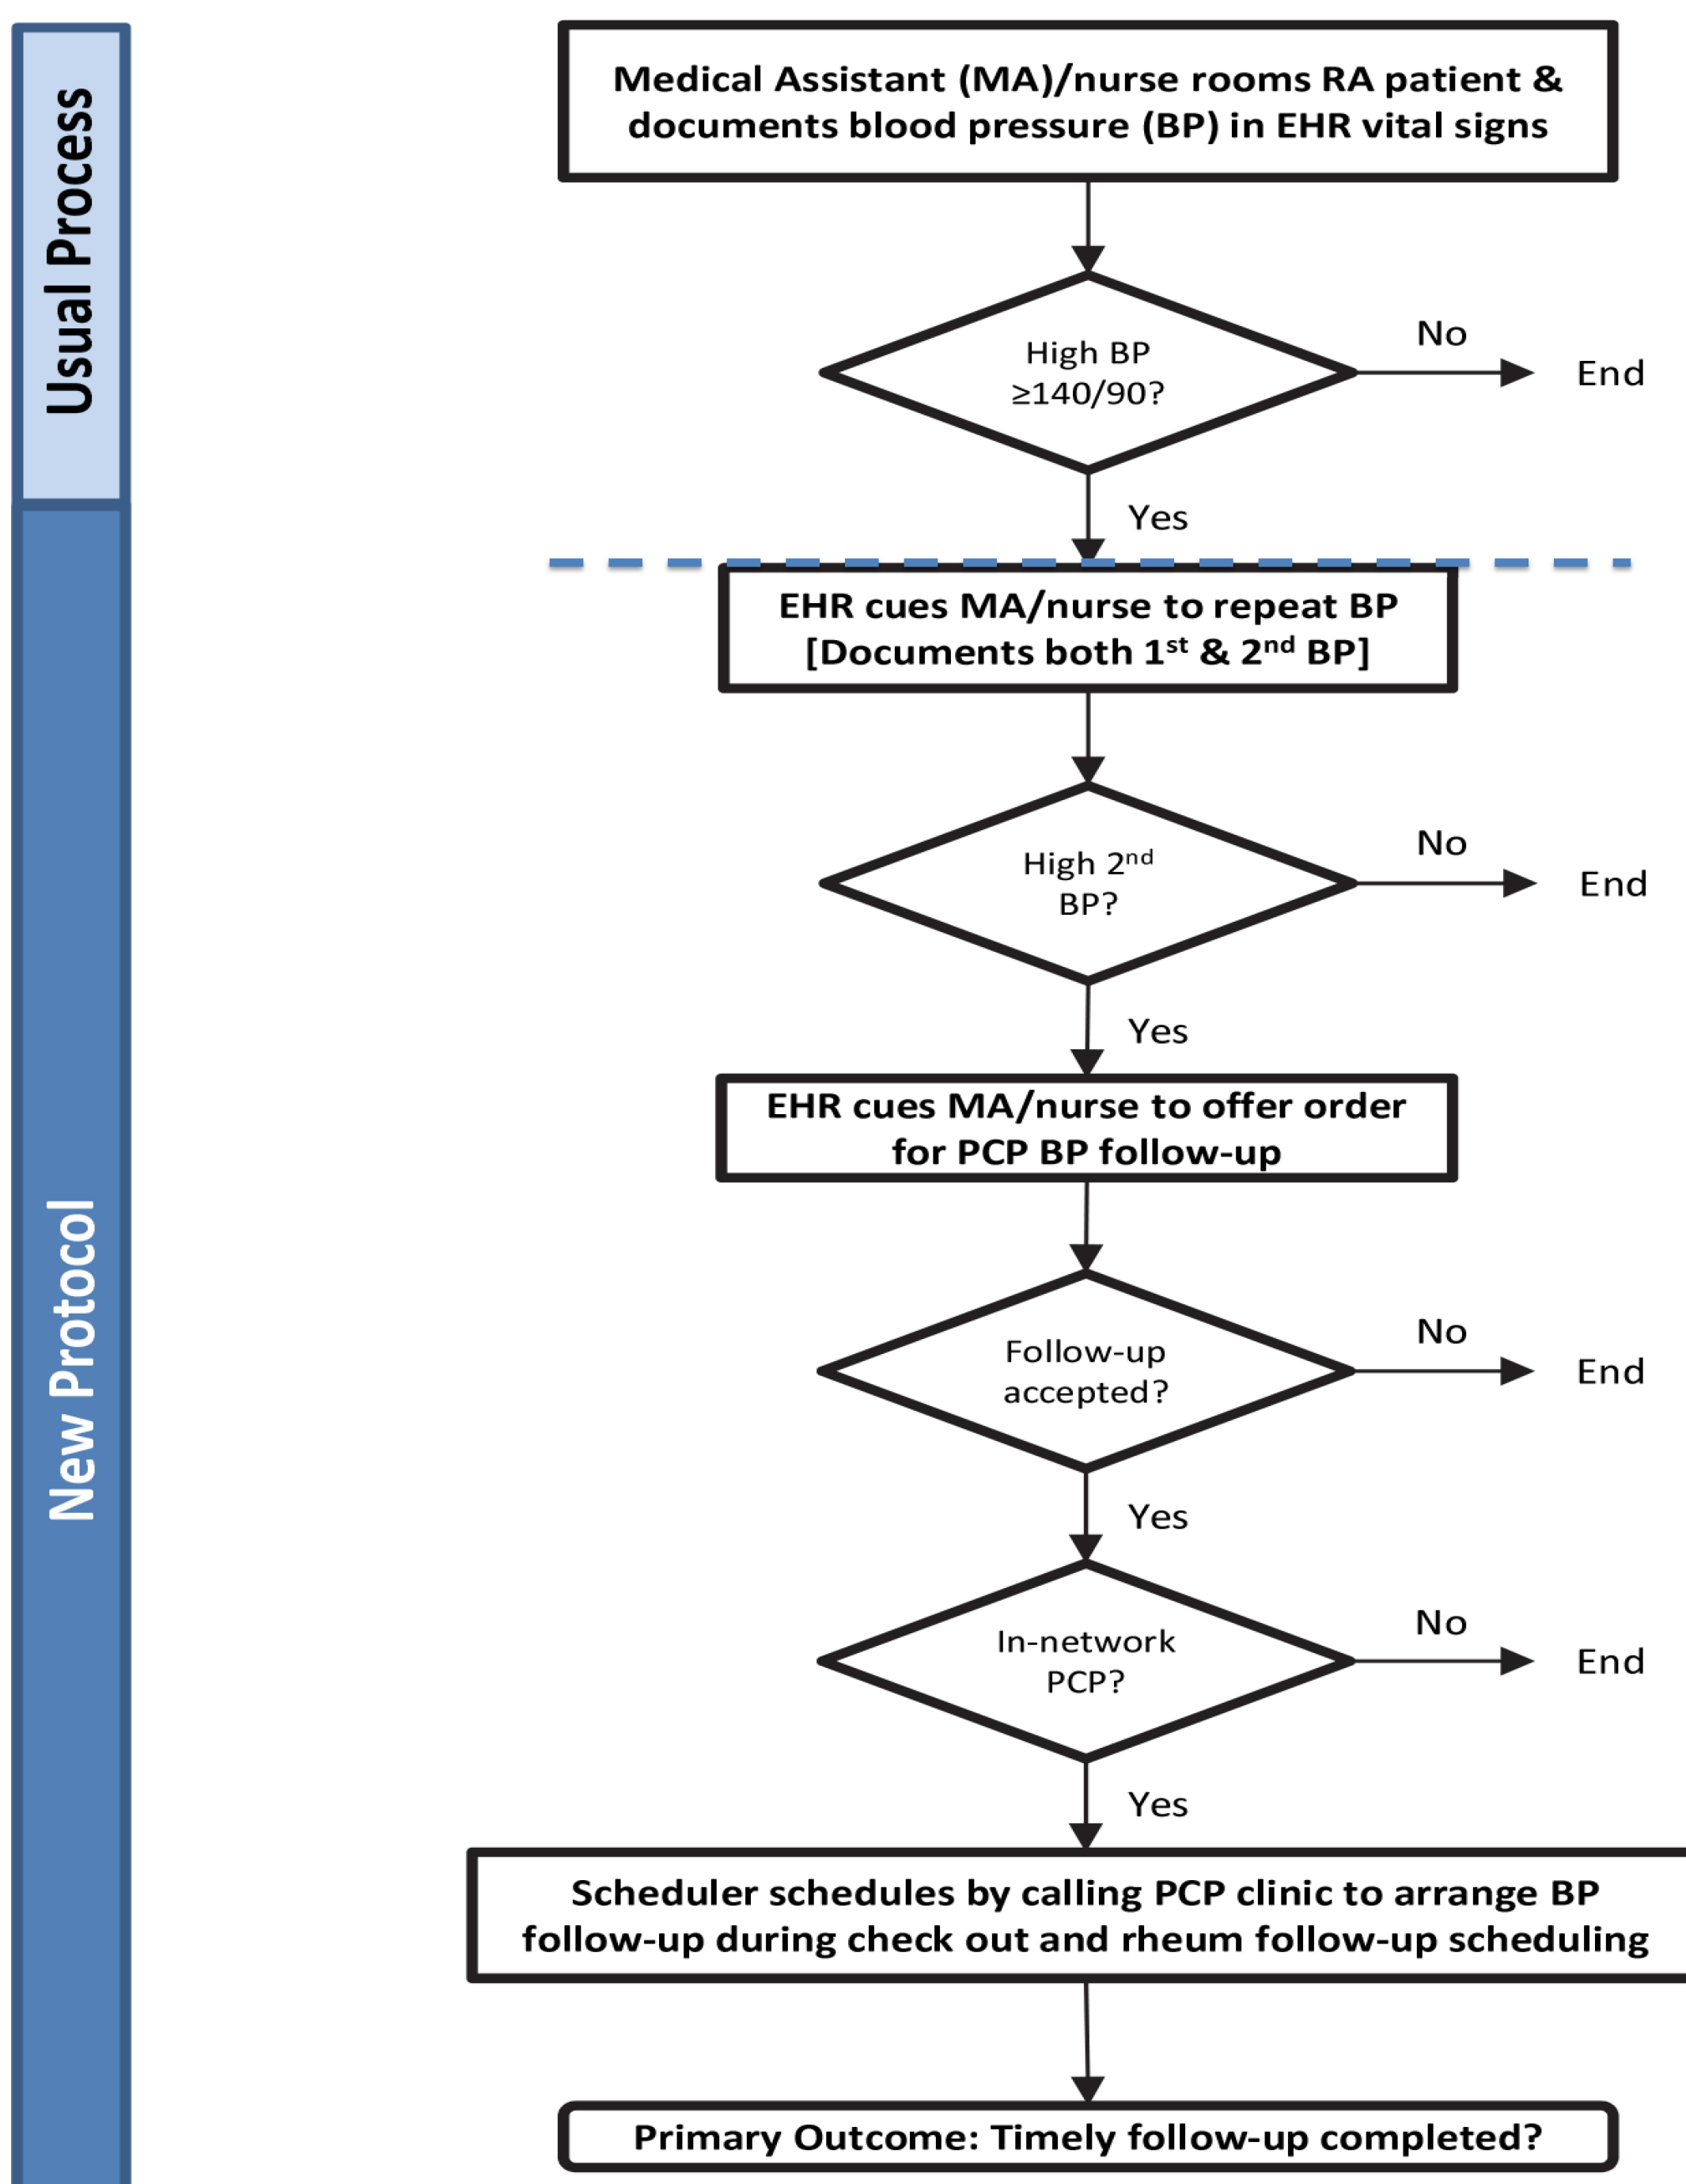 Usual Process
Medical Assistant (MA)/nurse rooms RA patient &
documents blood pressure (BP) in EHR vital signs
High BP
≥140/90?
No
End
Yes
New Protocol
EHR cues MA/nurse to repeat BP
[Documents both 1st & 2nd BP]
High 2nd
BP?
No
End
Yes
EHR cues MA/nurse to offer order
for PCP BP follow-up
Follow-up
accepted?
No
End
Yes
In-network
PCP?
No
End
Yes
Scheduler schedules by calling PCP clinic to arrange BP
follow-up during check out and rheum follow-up scheduling
Primary Outcome: Timely follow-up completed?